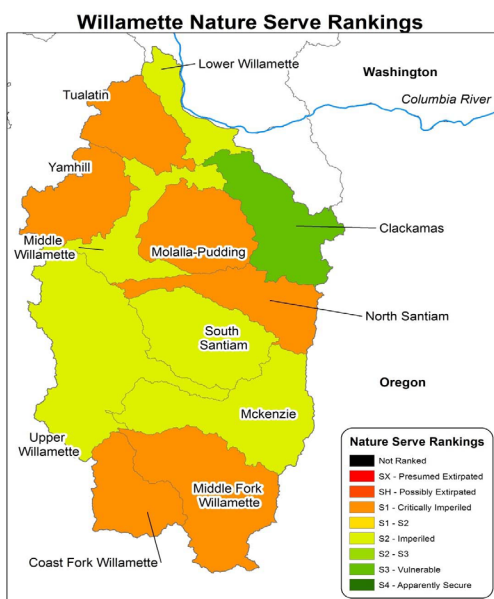 Willamette Nature Serve Rankings
Lower Willamette
Washington
Tualatin
Columbia River
Yamhill
Clackamas
Middle
Willamette
Molalla-Pudding
North Santiam
South
Santiam
Oregon
Mckenzie
Upper
Willamette
Middle Fork
Willamette
Coast Fork Willamette
Nature Serve Rankings
Not Ranked
SX - Presumed Extirpated
SH - Possibly Extirpated
S1 - Critically Imperiled
S1 - S2
S2 - Imperiled
S2 - S3
S3 - Vulnerable
S4 - Apparently Secure